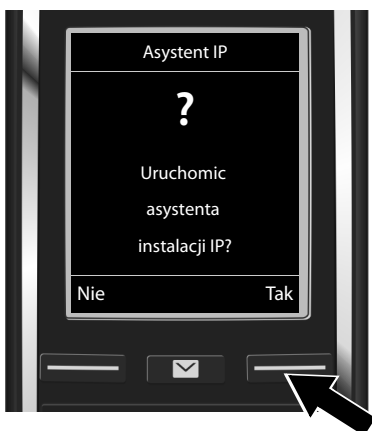 Asystent IP
?
Uruchomic
asystenta
instalacji IP?
Nie Tak